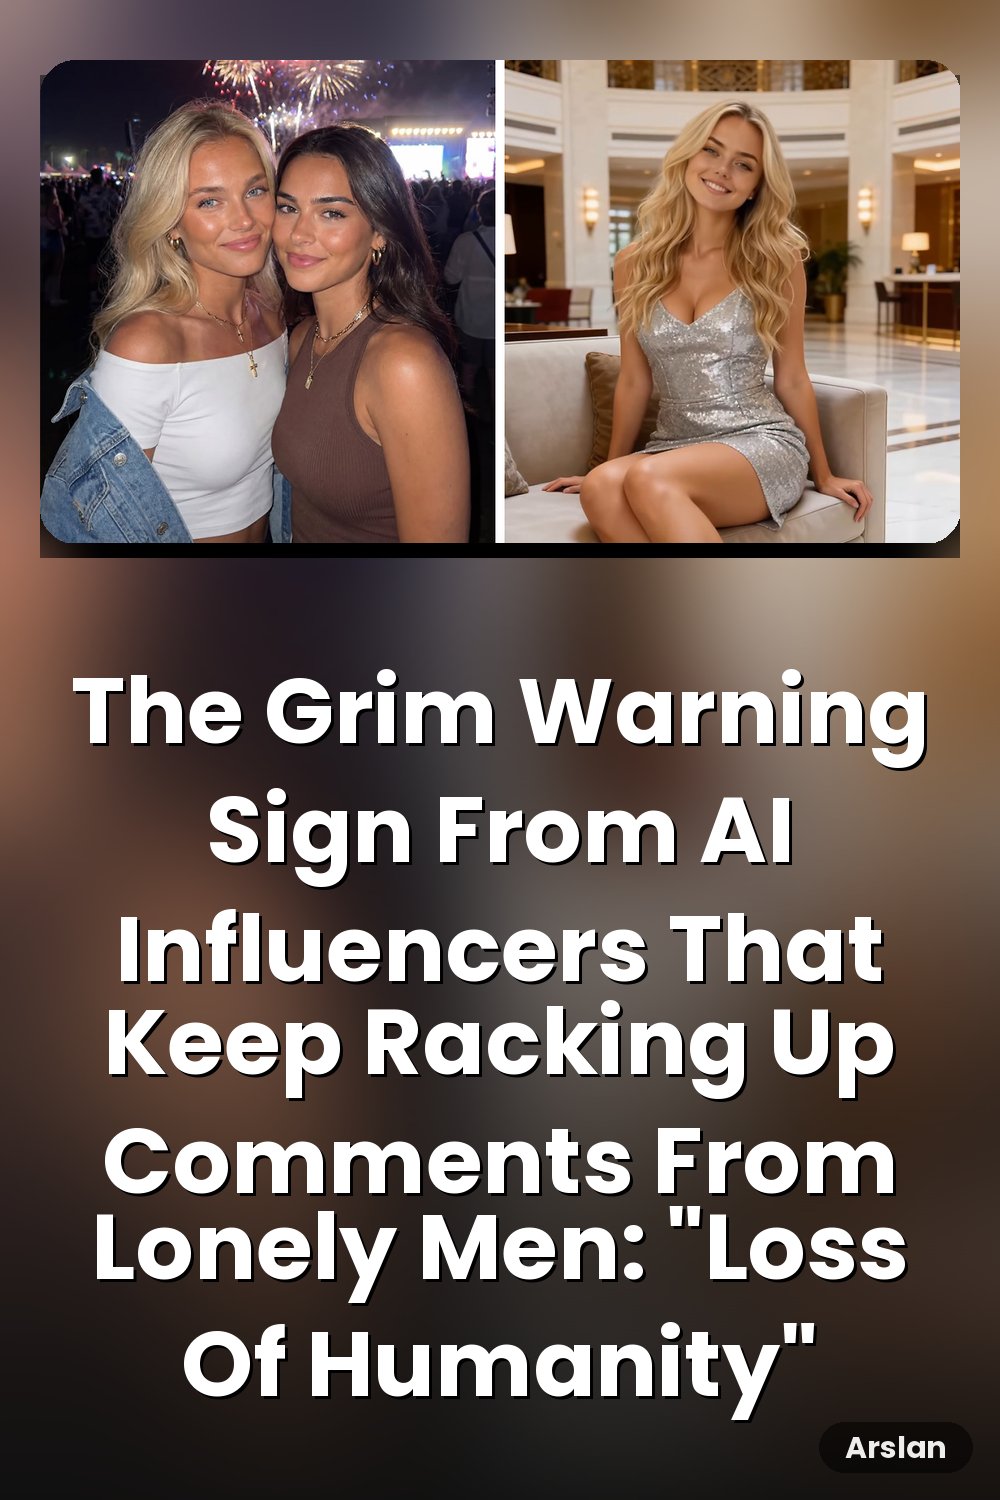 The Grim Warning
Sign From AI
Influencers That
Keep Racking Up
Comments From
Lonely Men: "Loss
Of Humanity"
Arslan